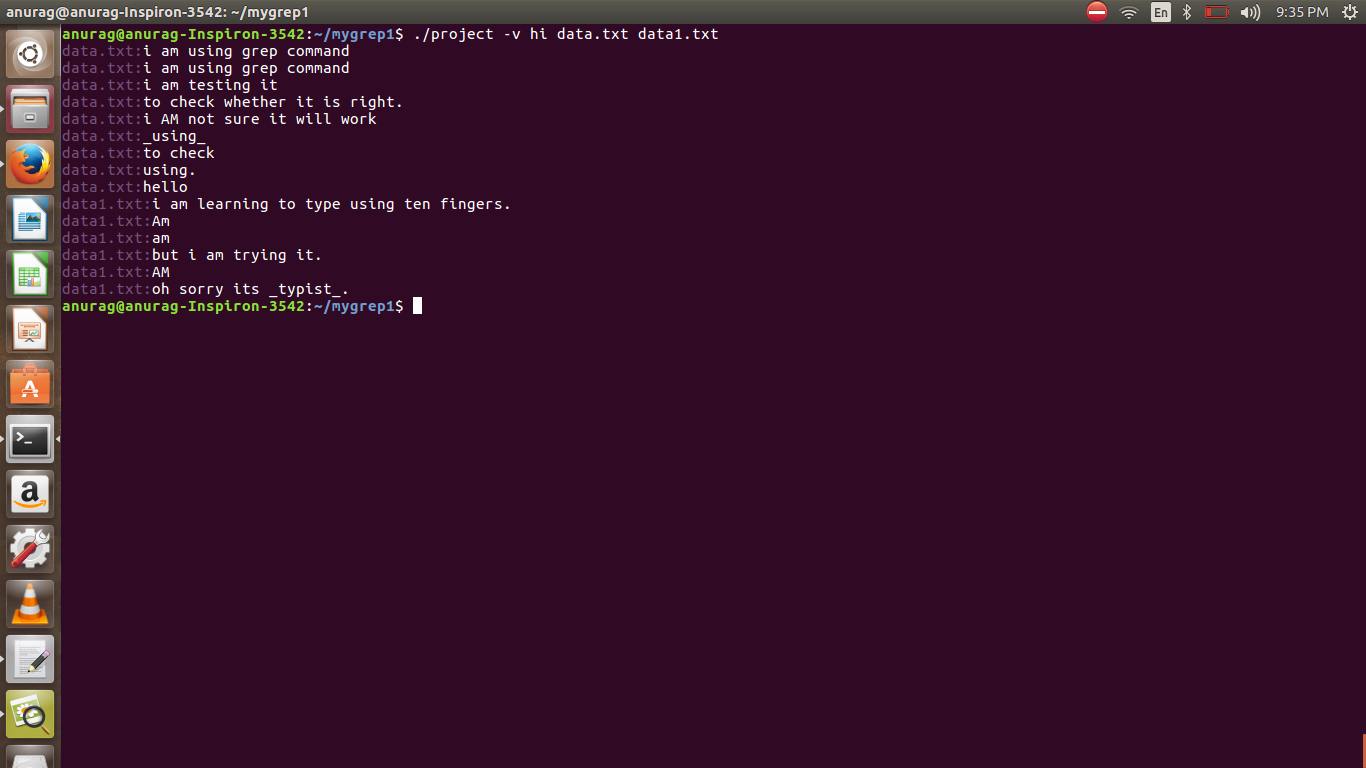 anurag@anurag-Inspiron-3542: ~/mygrep1
En
9:35 PM
anurag@anurag-Inspiron-3542:~/mygrep1$ ./project -v hi data.txt data1.txt
data.txt:i am using grep command
data.txt:i am using grep command
data.txt:i am testing it
data.txt:to check whether it is right.
data.txt:i AM not sure it will work
data.txt:_using_
data.txt:to check
data.txt:using.
data.txt:hello
data1.txt:i am learning to type using ten fingers.
data1.txt:Am
data1.txt:am
data1.txt:but i am trying it.
data1.txt:AM
data1.txt:oh sorry its _typist_.
anurag@anurag-Inspiron-3542:~/mygrep1$